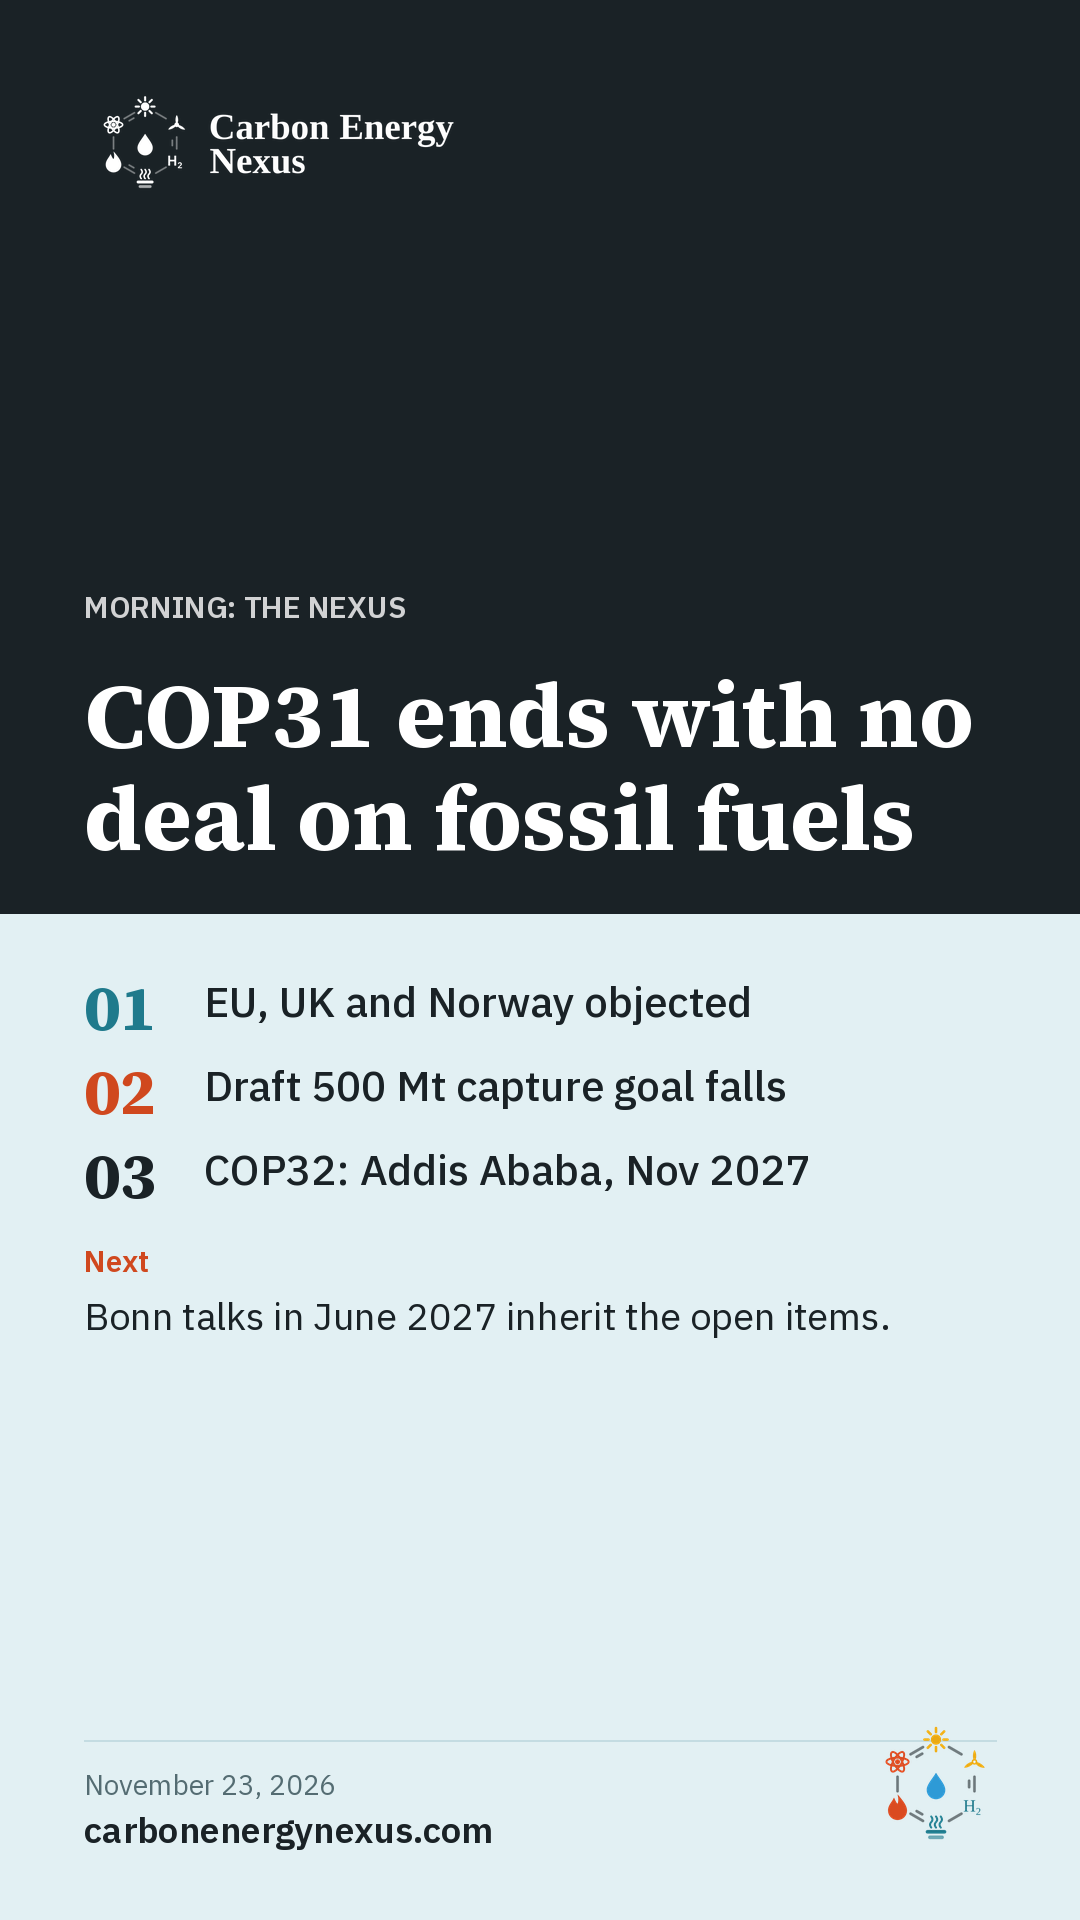 Carbon Energy
Nexus
MORNING: THE NEXUS
COP31 ends with no
deal on fossil fuels
01 EU, UK and Norway objected
02 Draft 500 Mt capture goal falls
03 COP32: Addis Ababa, Nov 2027
Next
Bonn talks in June 2027 inherit the open items.
November 23, 2026
carbonenergynexus.com
H₂
H₂